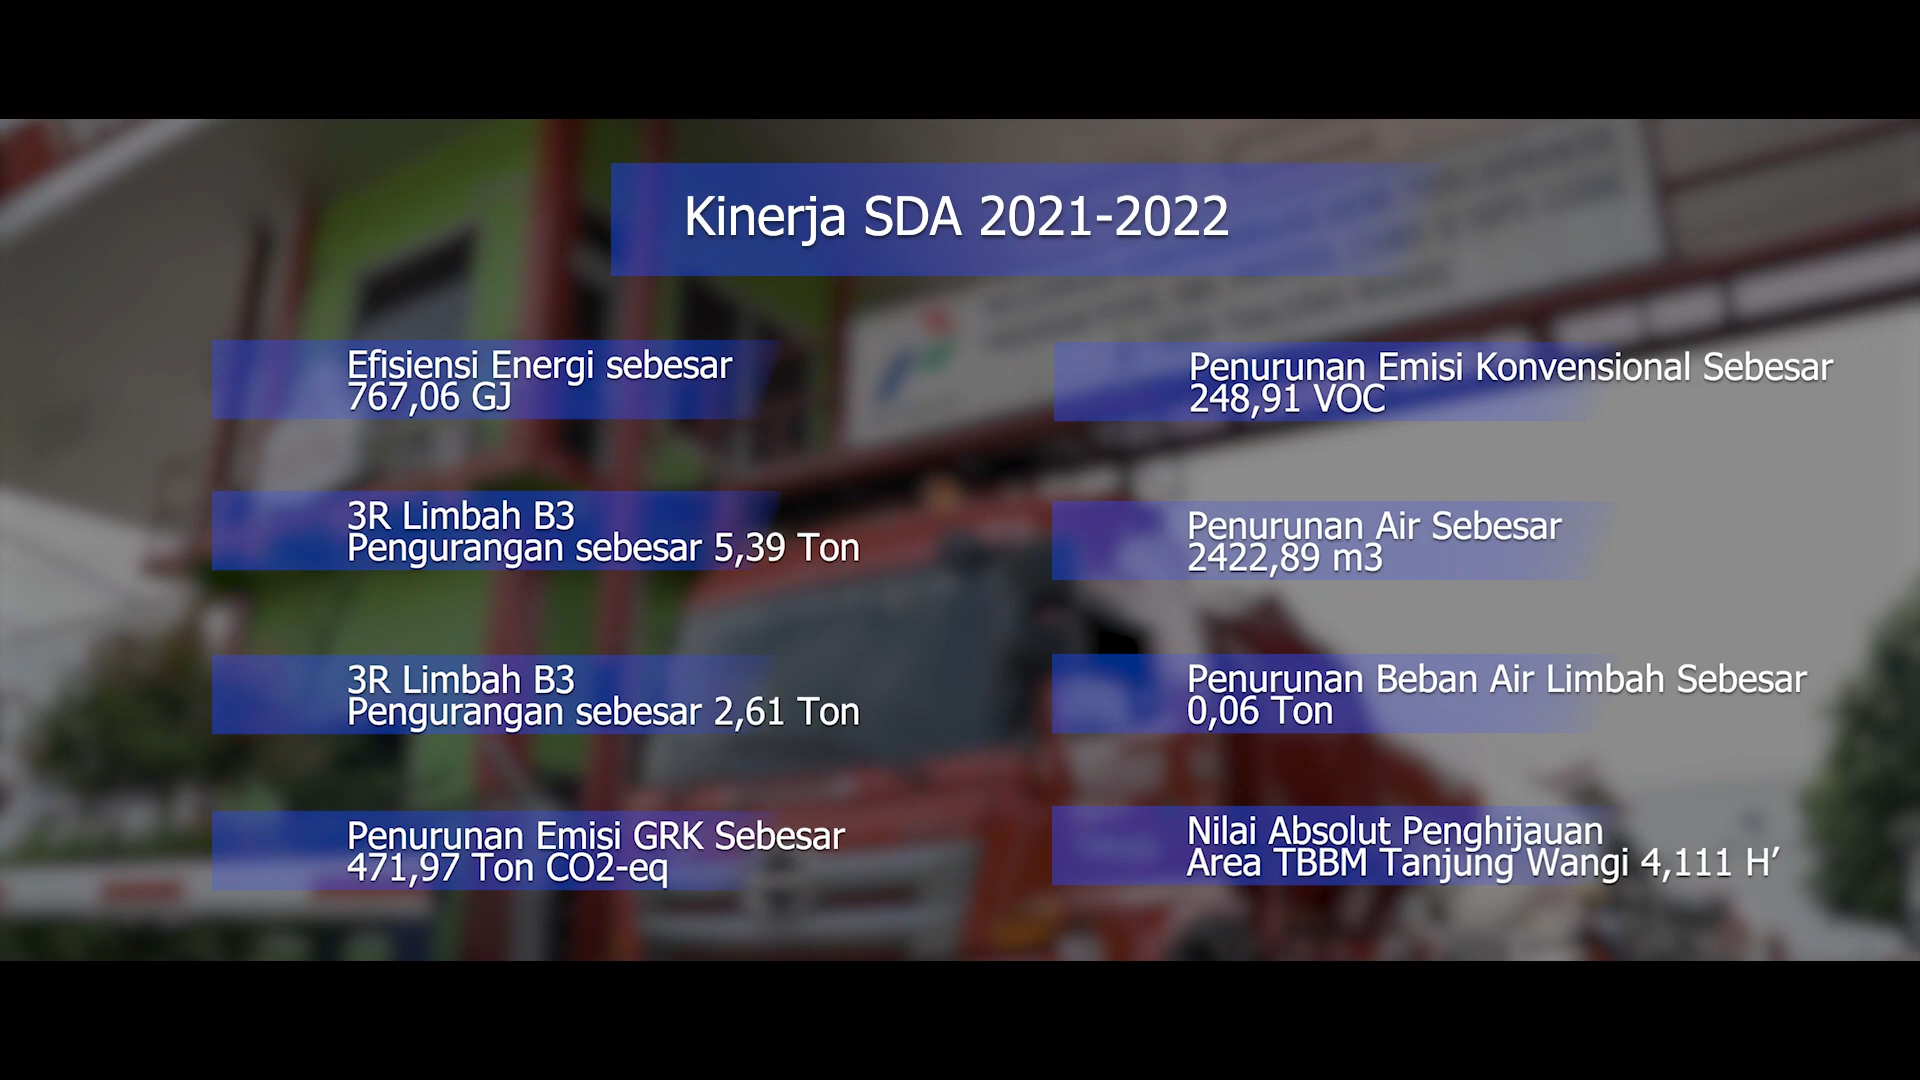 Kinerja SDA 2021-2022
Efisiensi Energi sebesar
767,06 GJ
3R Limbah B3
Pengurangan sebesar 5,39 Ton
3R Limbah B3
Pengurangan sebesar 2,61 Ton
Penurunan Emisi GRK Sebesar
471,97 Ton CO2-eq
Penurunan Emisi Konvensional Sebesar
248,91 VOC
Penurunan Air Sebesar
2422,89 m3
Penurunan Beban Air Limbah Sebesar
0,06 Ton
Nilai Absolut Penghijauan
Area TBBM Tanjung Wangi 4,111 H’